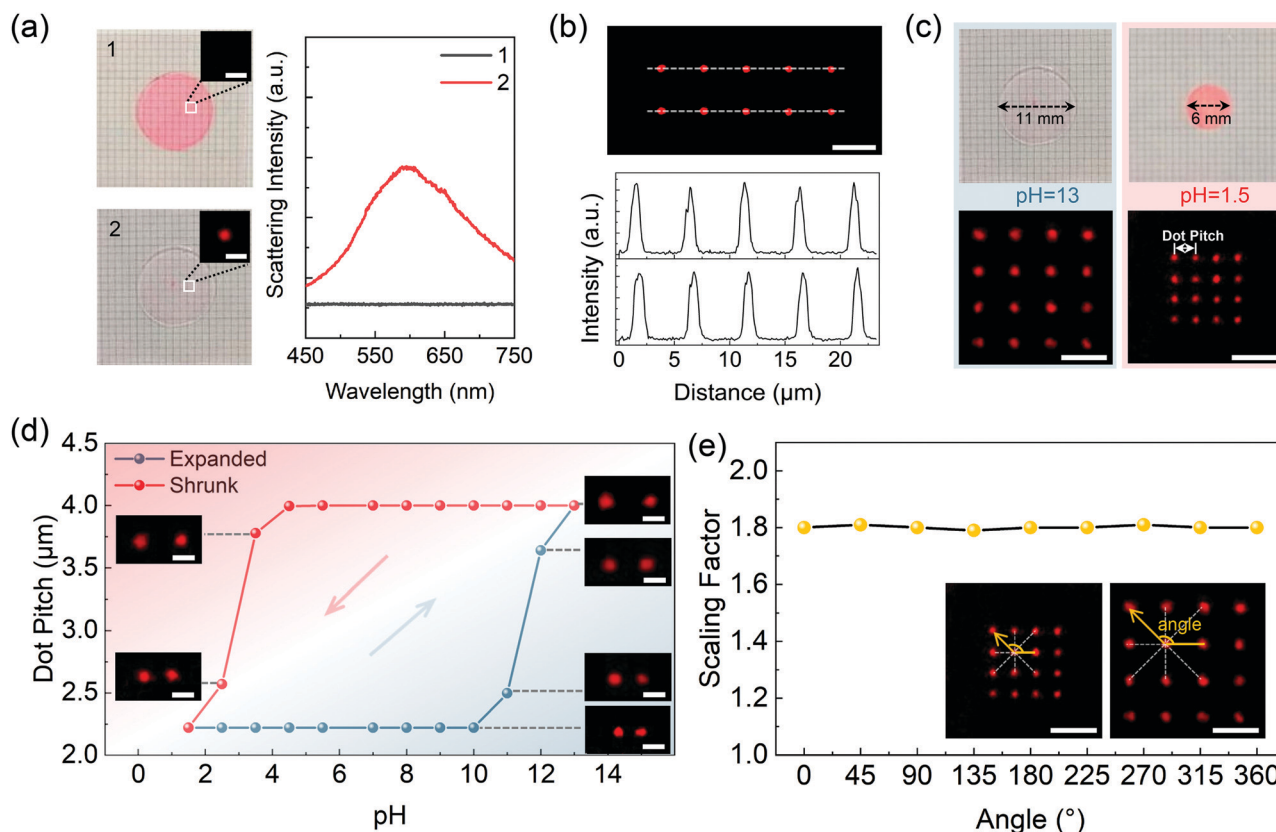 (a)
1
2
Scattering Intensity (a.u.)
1
2
450 550 650 750
Wavelength (nm)
(b)
Intensity (a.u.)
0 5 10 15 20
Distance (µm)
(c)
11 mm
6 mm
pH=13
pH=1.5
Dot Pitch
(d)
4.5
4.0
3.5
3.0
2.5
2.0
Dot Pitch (µm)
Expanded
Shrunk
0 2 4 6 8 10 12 14
pH
(e)
2.0
1.8
1.6
1.4
1.2
1.0
Scaling Factor
angle
0 45 90 135 180 225 270 315 360
Angle (°)